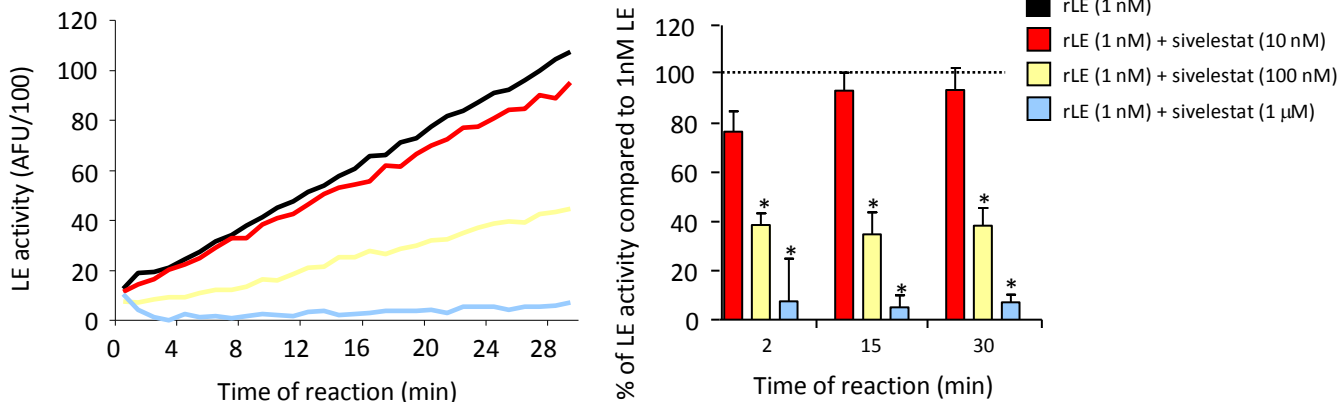 LE activity (AFU/100)
120
100
80
60
40
20
0
0 4 8 12 16 20 24 28
Time of reaction (min)
% of LE activity compared to 1nM LE
120
100
80
60
40
20
0
* * * * * *
2 15 30
Time of reaction (min)
rLE (1 nM)
rLE (1 nM) + sivelestat (10 nM)
rLE (1 nM) + sivelestat (100 nM)
rLE (1 nM) + sivelestat (1 μM)